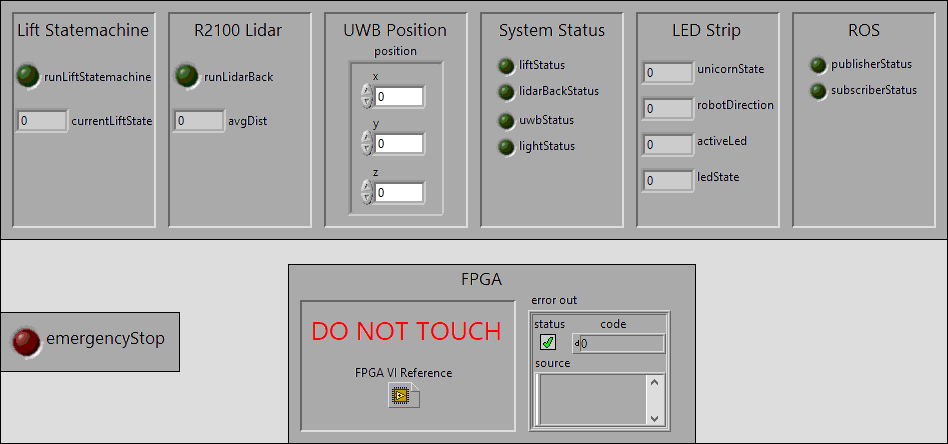 Lift Statemachine
runLiftStatemachine
0 currentLiftState
R2100 Lidar
runLidarBack
0 avgDist
UWB Position
position
x
0
y
0
z
0
System Status
liftStatus
lidarBackStatus
uwbStatus
lightStatus
LED Strip
0 unicornState
0 robotDirection
0 activeLed
0 ledState
ROS
publisherStatus
subscriberStatus
emergencyStop
FPGA
DO NOT TOUCH
FPGA VI Reference
error out
status code
d 0
source